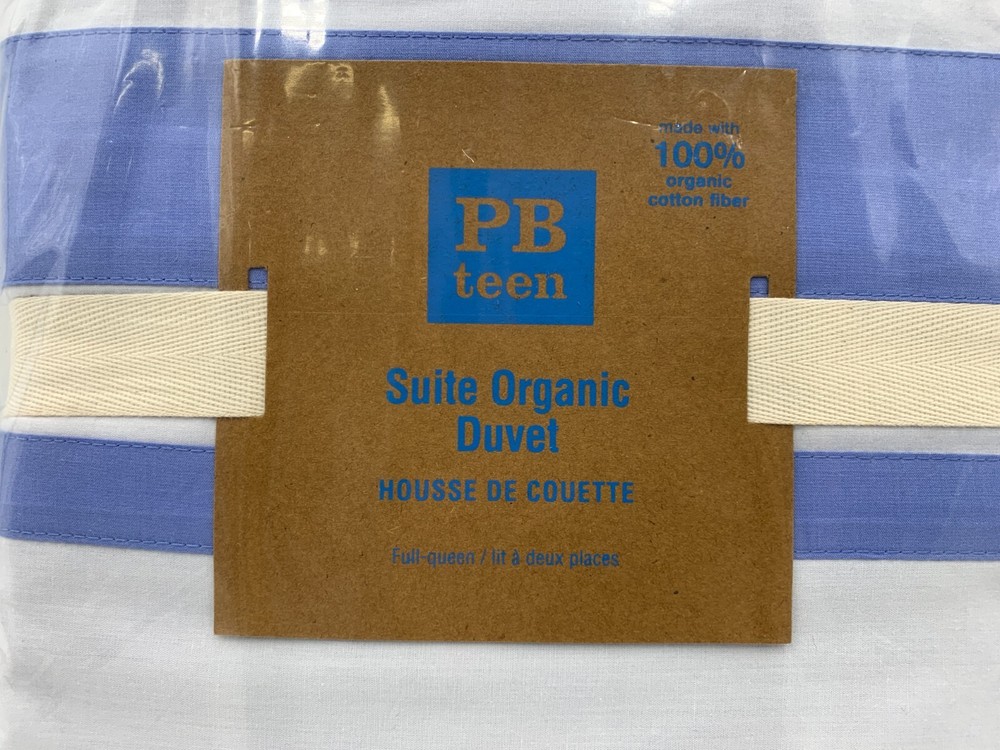 made with
100%
organic
cotton fiber
PB
teen
Suite Organic
Duvet
HOUSSE DE COUETTE
Full-queen / lit à deux places